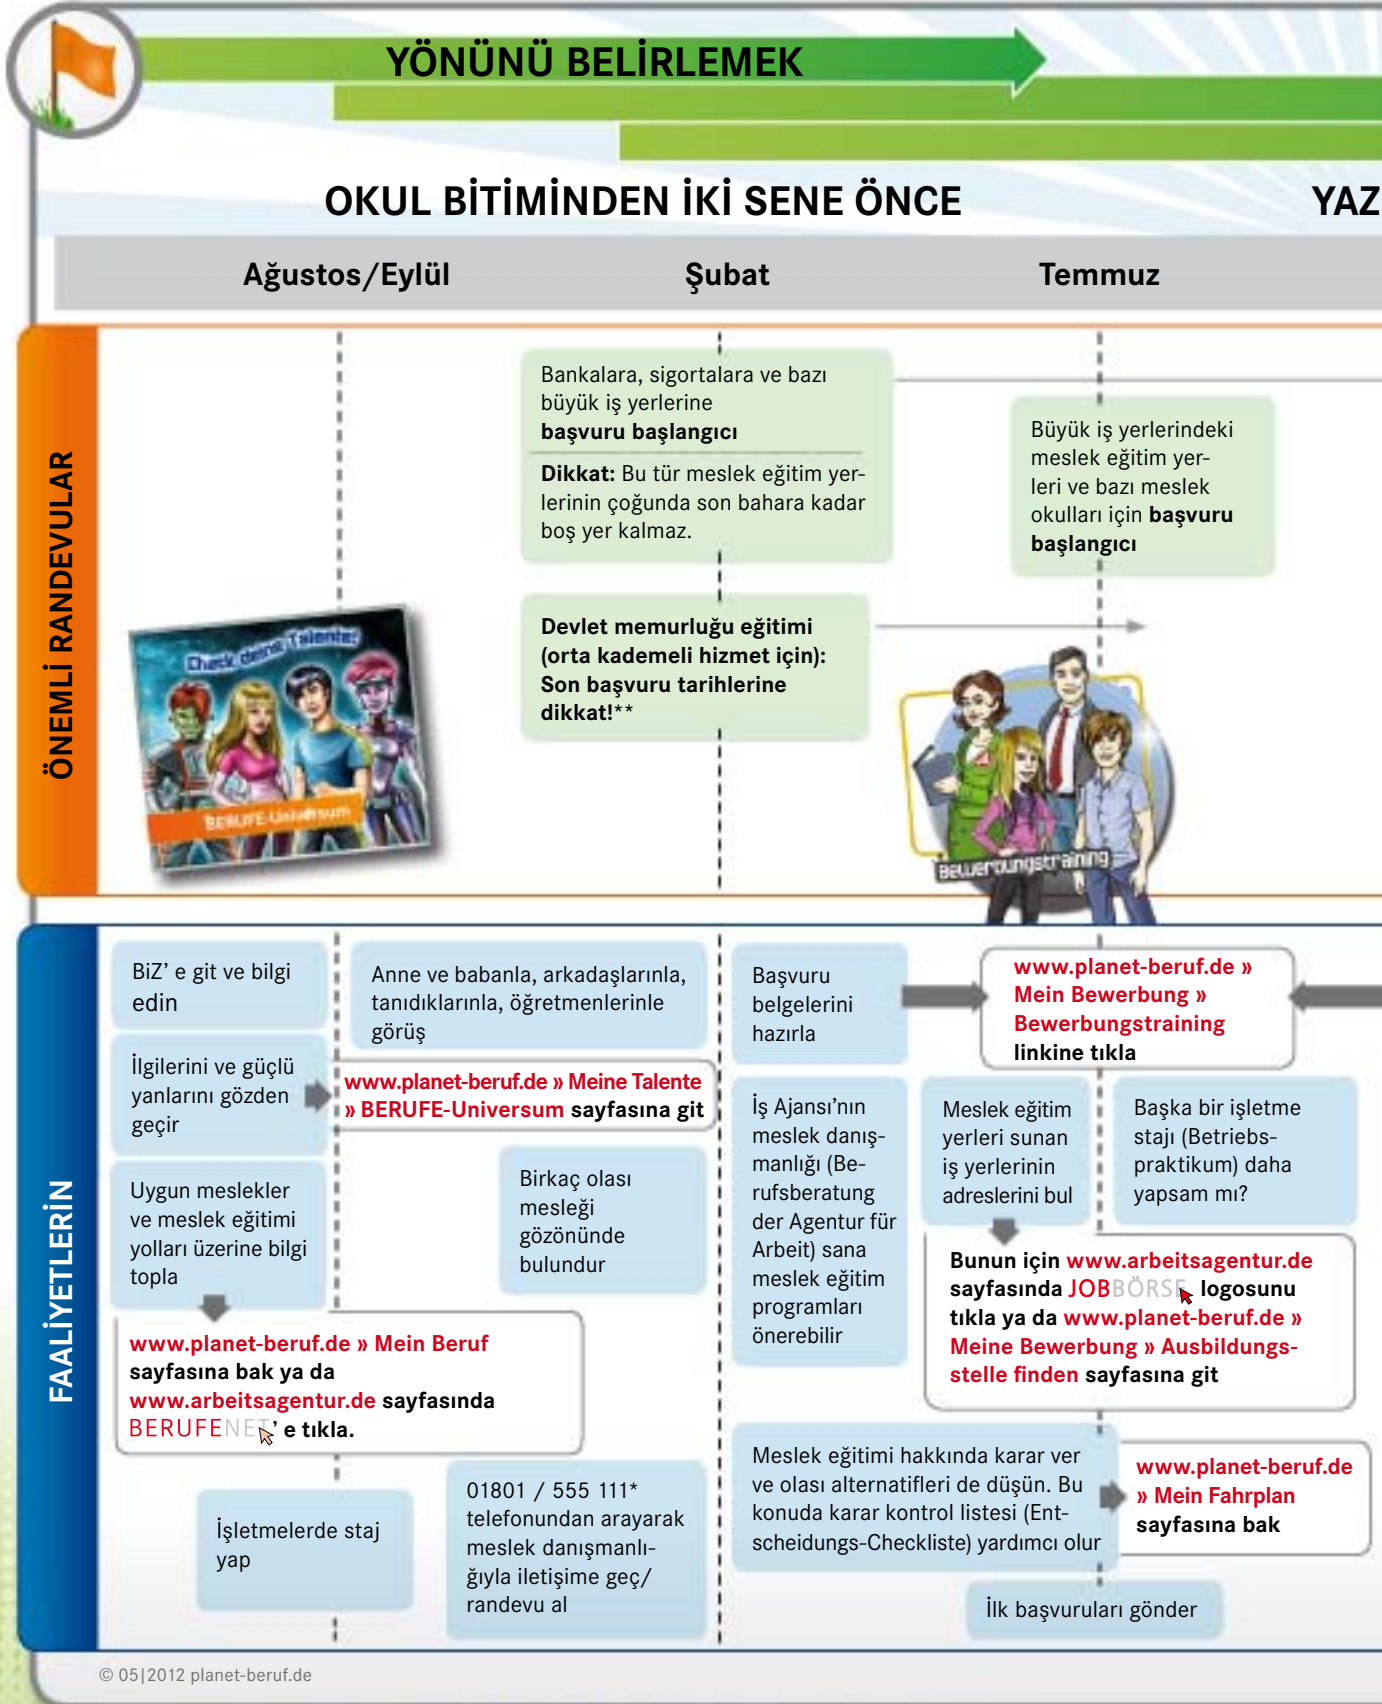 YÖNÜNÜ BELİRLEMEK
OKUL BİTİMİNDEN İKİ SENE ÖNCE
YAZ
Ağustos/Eylül
Şubat
Temmuz
ÖNEMLİ RANDEVULAR
Bankalara, sigortalara ve bazı
büyük iş yerlerine
başvuru başlangıcı
Dikkat: Bu tür meslek eğitim yer-
lerinin çoğunda son bahara kadar
boş yer kalmaz.
Büyük iş yerlerindeki
meslek eğitim yer-
leri ve bazı meslek
okulları için başvuru
başlangıcı
Devlet memurluğu eğitimi
(orta kademeli hizmet için):
Son başvuru tarihlerine
dikkat!**
Check deine Talente!
BERUFE-Universum
Bewerbungstraining
FAALİYETLERİN
BiZ' e git ve bilgi
edin
Anne ve babanla, arkadaşlarınla,
tanıdıklarınla, öğretmenlerinle
görüş
İlgilerini ve güçlü
yanlarını gözden
geçir
www.planet-beruf.de » Meine Talente
» BERUFE-Universum sayfasına git
Uygun meslekler
ve meslek eğitimi
yolları üzerine bilgi
topla
Birkaç olası
mesleği
gözönünde
bulundur
www.planet-beruf.de » Mein Beruf
sayfasına bak ya da
www.arbeitsagentur.de sayfasında
BERUFENET' e tıkla.
İşletmelerde staj
yap
01801 / 555 111*
telefonundan arayarak
meslek danışmanlı-
ğıyla iletişime geç/
randevu al
Başvuru
belgelerini
hazırla
www.planet-beruf.de »
Mein Bewerbung »
Bewerbungstraining
linkine tıkla
İş Ajansı'nın
meslek danış-
manlığı (Be-
rufsberatung
der Agentur für
Arbeit) sana
meslek eğitim
programları
önerebilir
Meslek eğitim
yerleri sunan
iş yerlerinin
adreslerini bul
Başka bir işletme
stajı (Betriebs-
praktikum) daha
yapsam mı?
Bunun için www.arbeitsagentur.de
sayfasında JOBBÖRSE logosunu
tıkla ya da www.planet-beruf.de »
Meine Bewerbung » Ausbildungs-
stelle finden sayfasına git
Meslek eğitimi hakkında karar ver
ve olası alternatifleri de düşün. Bu
konuda karar kontrol listesi (Ent-
scheidungs-Checkliste) yardımcı olur
www.planet-beruf.de
» Mein Fahrplan
sayfasına bak
İlk başvuruları gönder
© 05|2012 planet-beruf.de